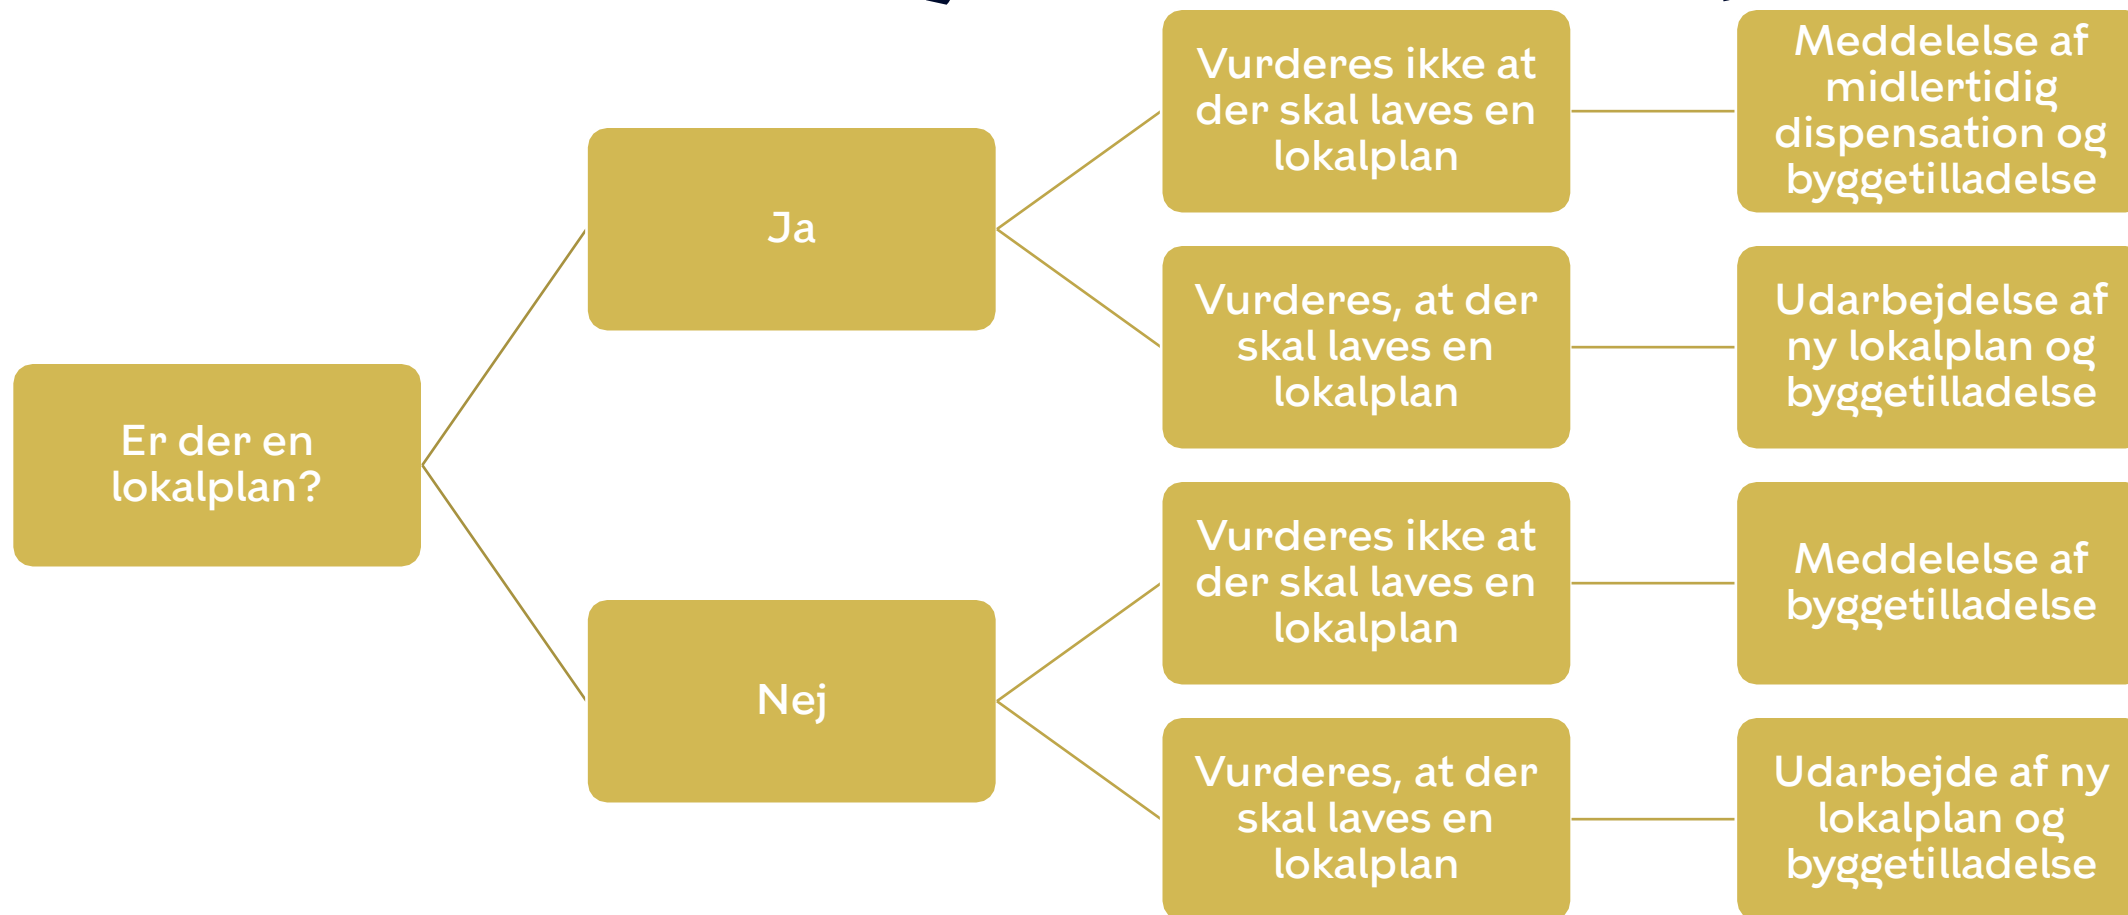 Er der en
lokalplan?
Ja
Vurderes ikke at
der skal laves en
lokalplan
Meddelelse af
midlertidig
dispensation og
byggetilladelse
Vurderes, at der
skal laves en
lokalplan
Udarbejdelse af
ny lokalplan og
byggetilladelse
Nej
Vurderes ikke at
der skal laves en
lokalplan
Meddelelse af
byggetilladelse
Vurderes, at der
skal laves en
lokalplan
Udarbejde af ny
lokalplan og
byggetilladelse